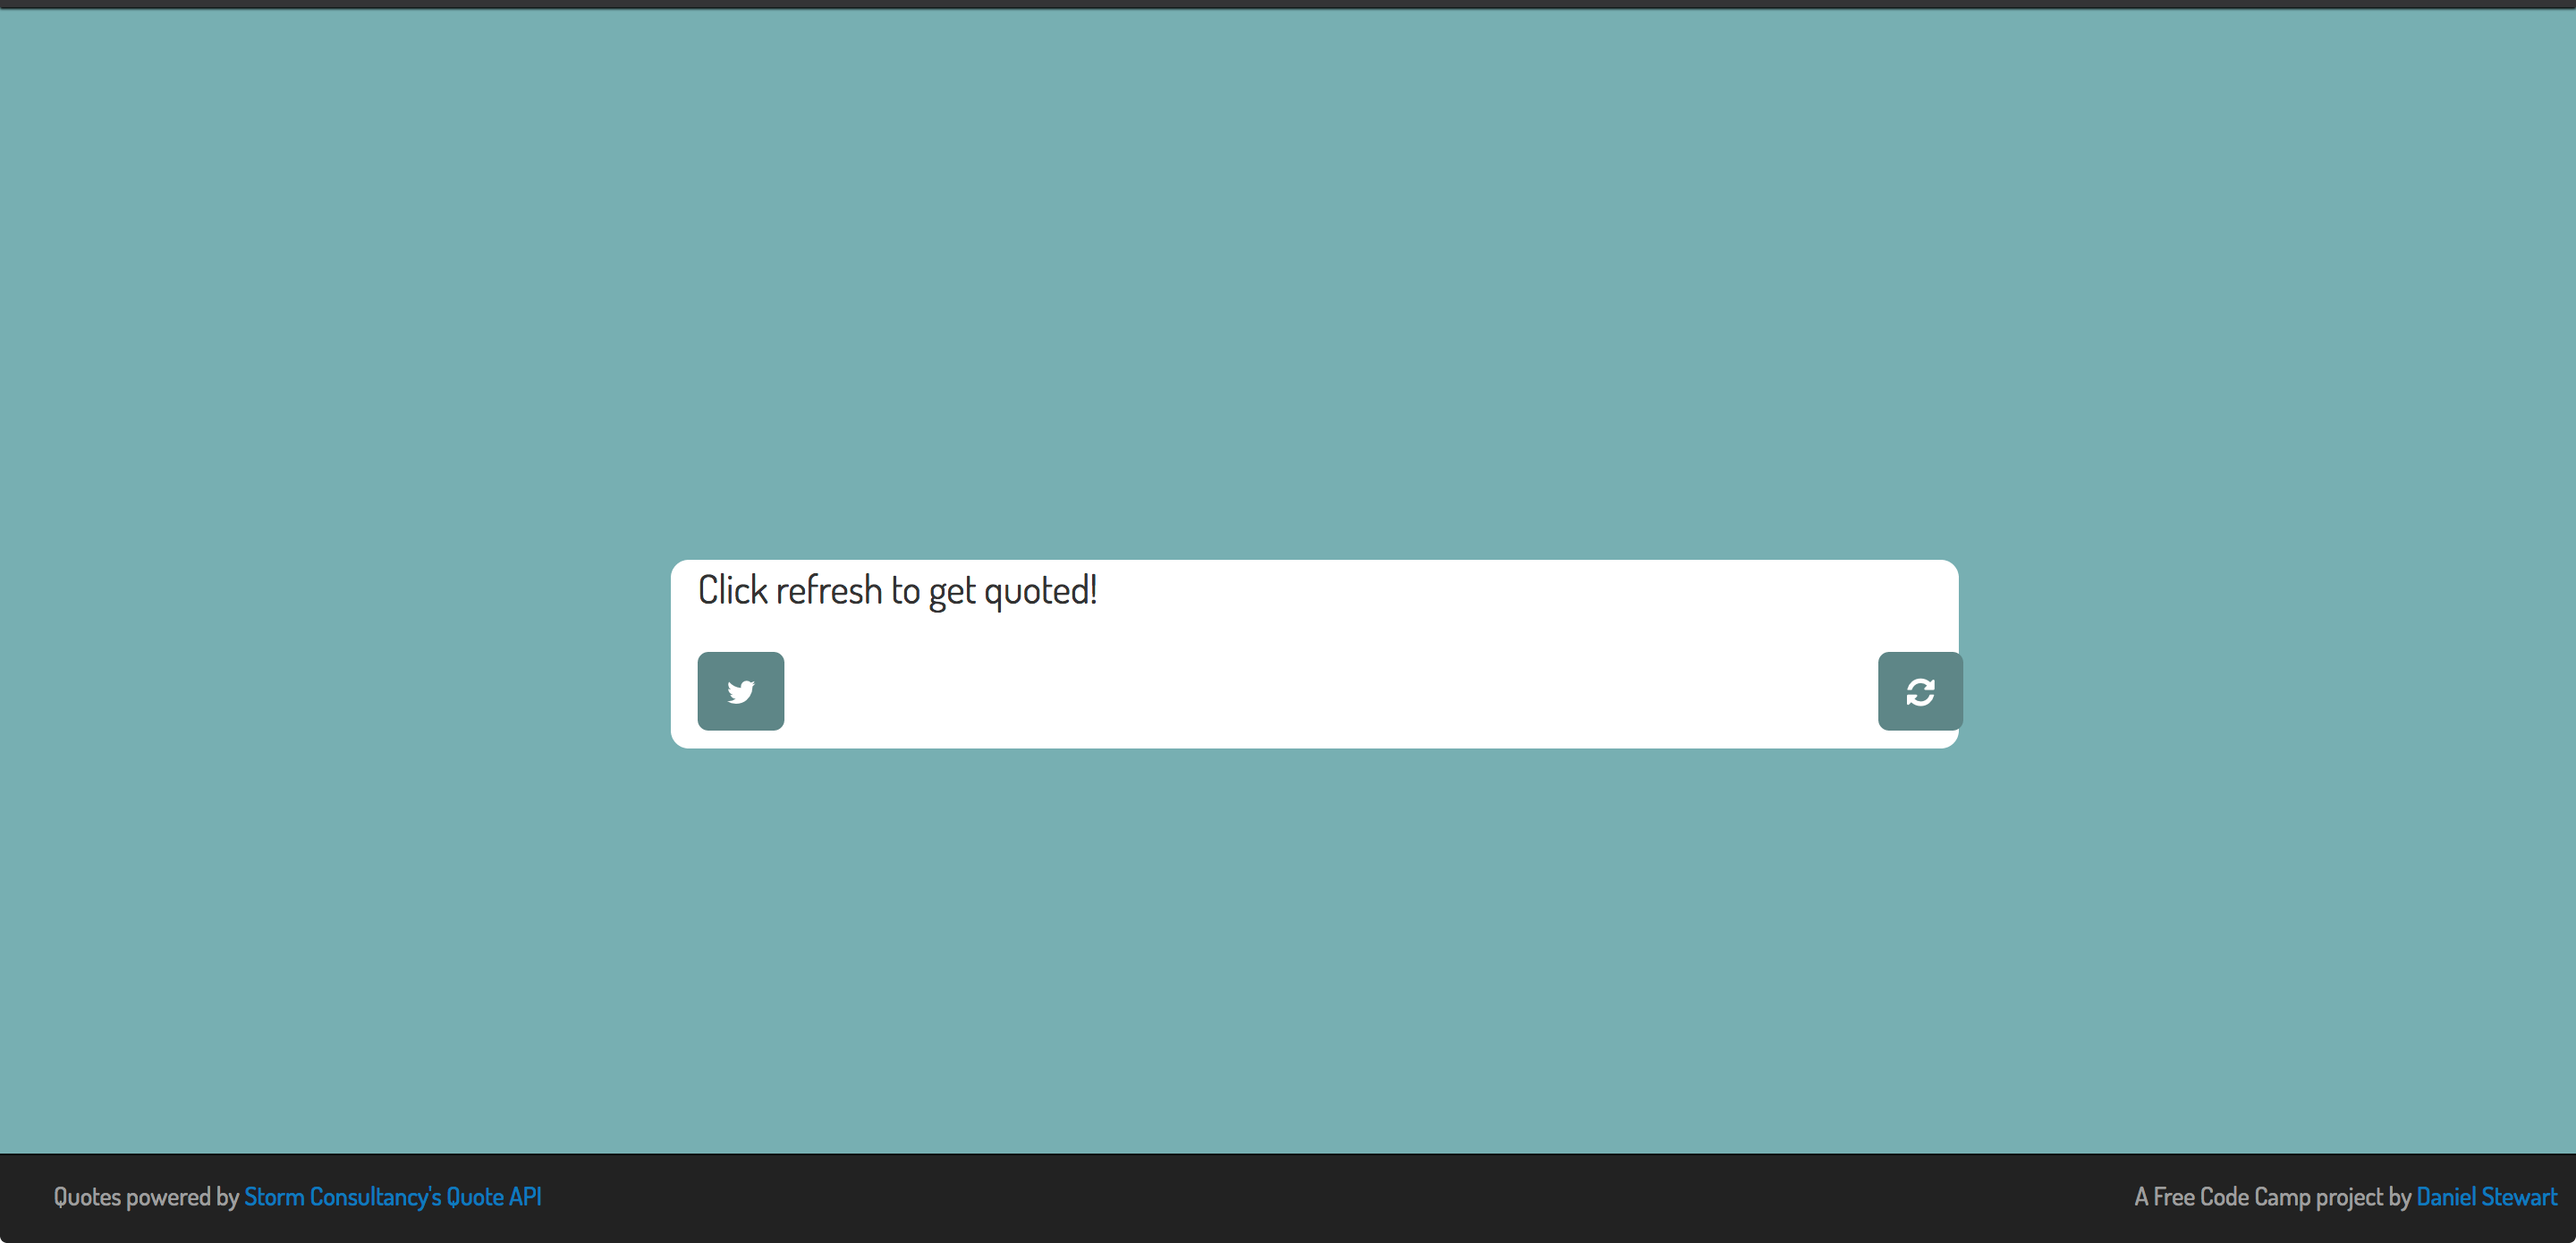 Click refresh to get quoted!
Quotes powered by Storm Consultancy's Quote API
A Free Code Camp project by Daniel Stewart